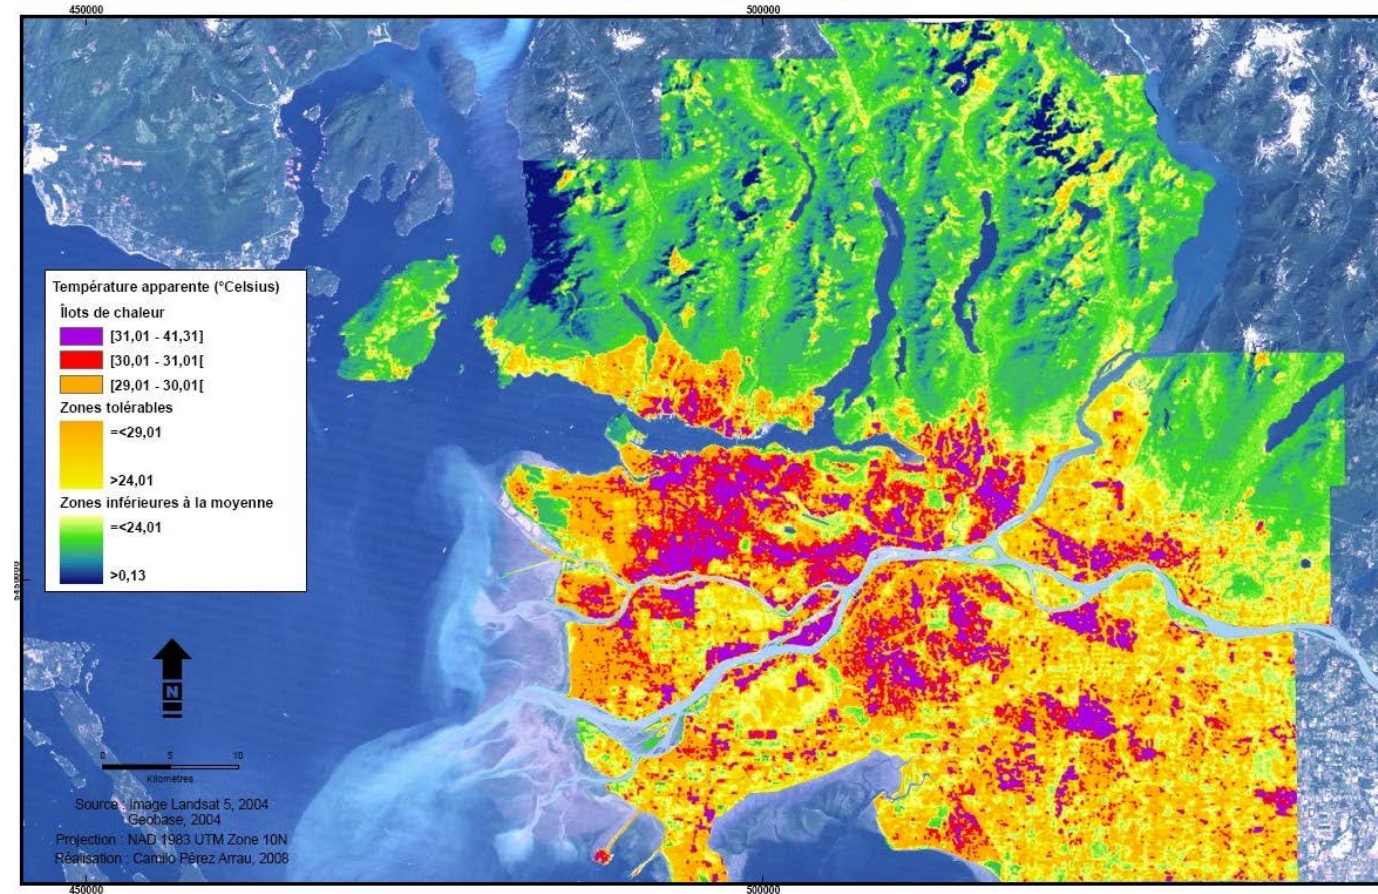 450000
500000
Température apparente (°Celsius)
Îlots de chaleur
[31,01 - 41,31]
[30,01 - 31,01[
[29,01 - 30,01[
Zones tolérables
=<29,01
>24,01
Zones inférieures à la moyenne
=<24,01
>0,13
N
0 5 10
Kilomètres
Source : Image Landsat 5, 2004
Geobase, 2004
Projection : NAD 1983 UTM Zone 10N
Réalisation : Camilo Pérez Arrau, 2008
450000
500000